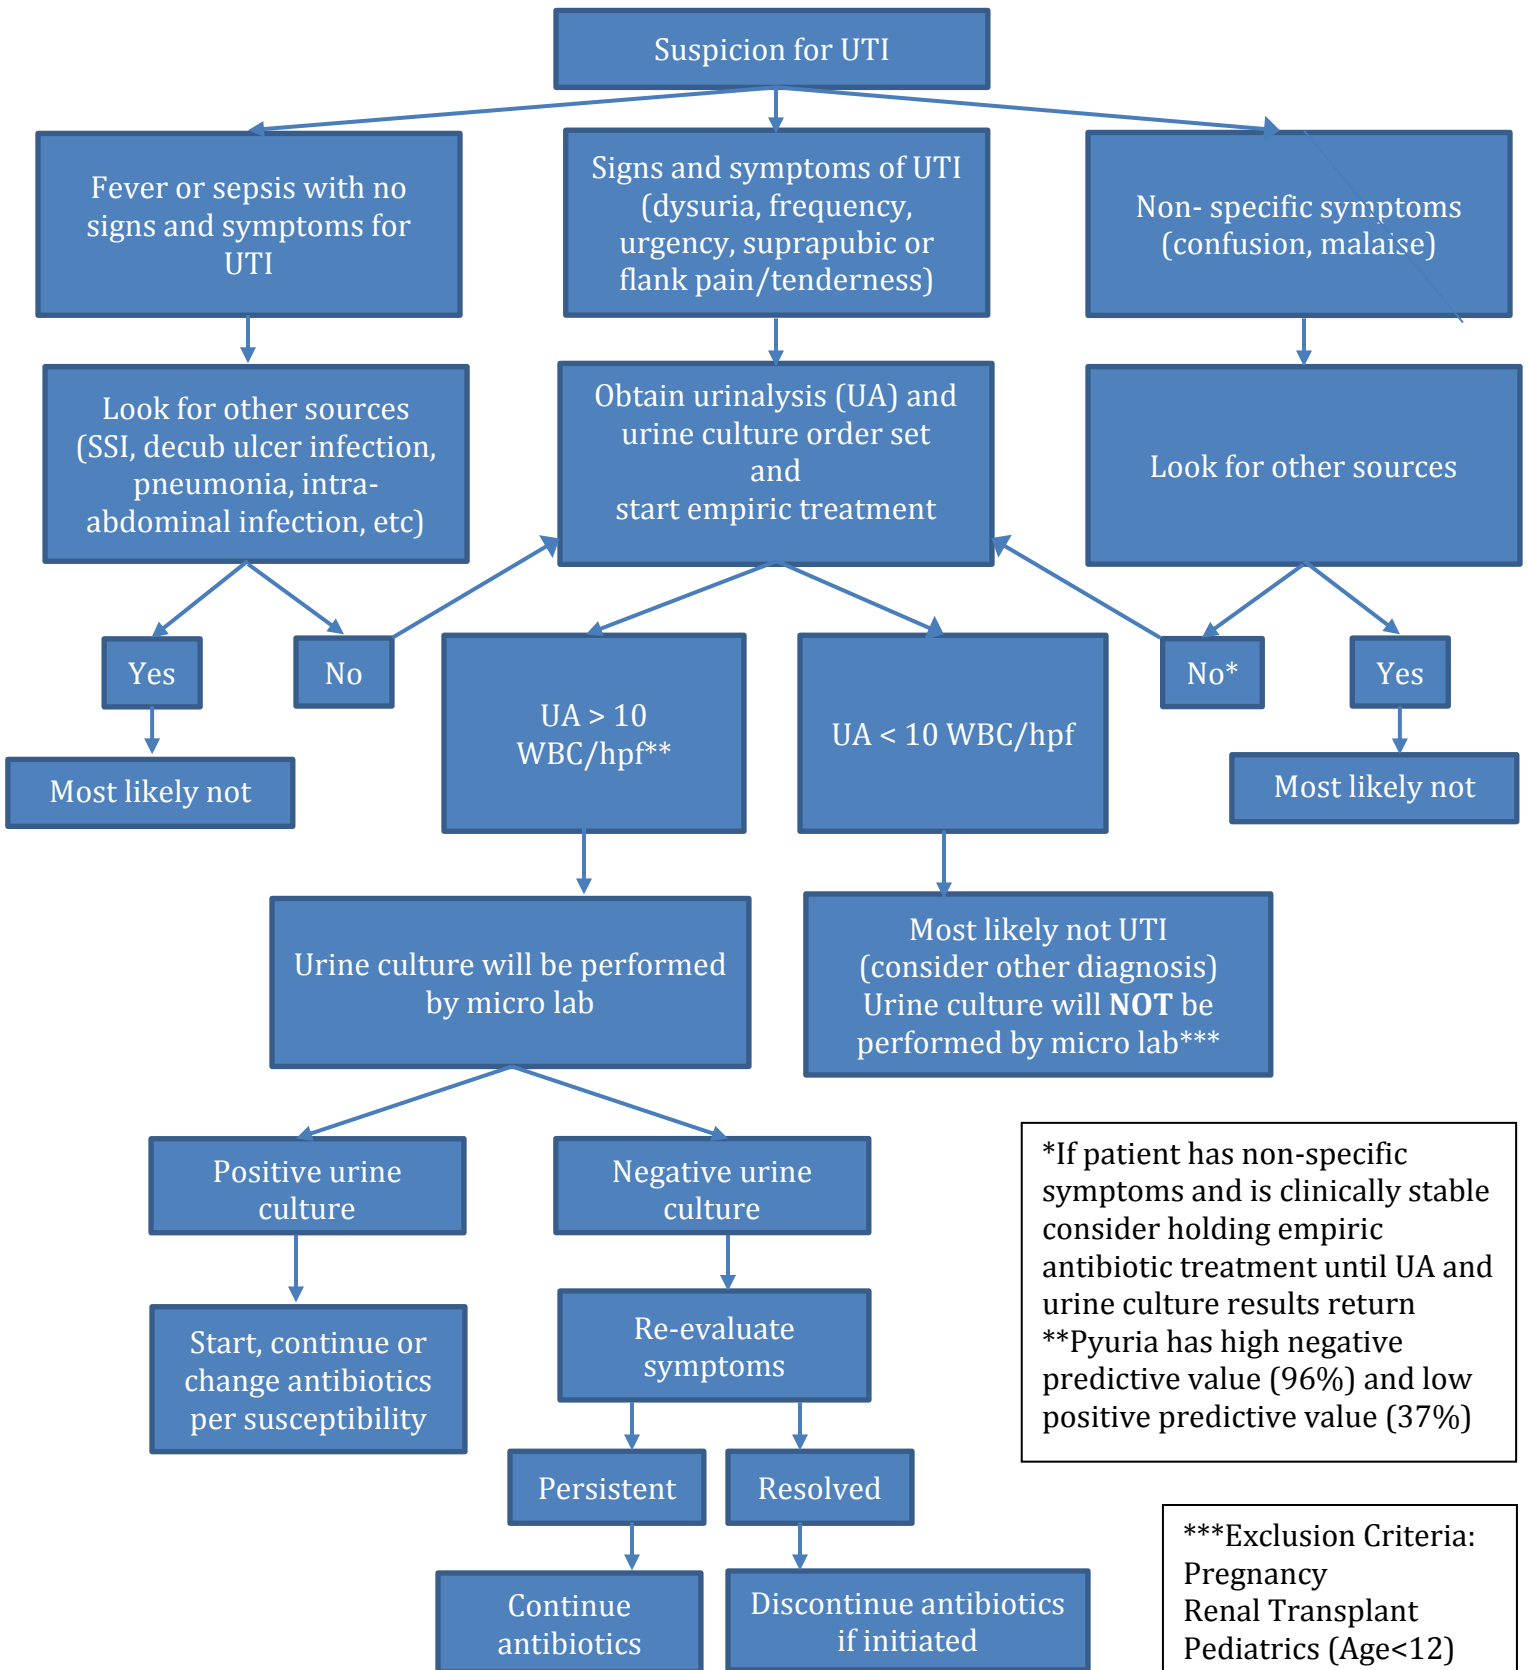 Suspicion for UTI
Fever or sepsis with no
signs and symptoms for
UTI
Signs and symptoms of UTI
(dysuria, frequency,
urgency, suprapubic or
flank pain/tenderness)
Non- specific symptoms
(confusion, malaise)
Look for other sources
(SSI, decub ulcer infection,
pneumonia, intra-
abdominal infection, etc)
Obtain urinalysis (UA) and
urine culture order set
and
start empiric treatment
Look for other sources
Yes
No
UA > 10
WBC/hpf**
UA < 10 WBC/hpf
No*
Yes
Most likely not
Most likely not
Urine culture will be performed
by micro lab
Most likely not UTI
(consider other diagnosis)
Urine culture will NOT be
performed by micro lab***
Positive urine
culture
Negative urine
culture
Start, continue or
change antibiotics
per susceptibility
Re-evaluate
symptoms
Persistent
Resolved
Continue
antibiotics
Discontinue antibiotics
if initiated
*If patient has non-specific
symptoms and is clinically stable
consider holding empiric
antibiotic treatment until UA and
urine culture results return
**Pyuria has high negative
predictive value (96%) and low
positive predictive value (37%)
***Exclusion Criteria:
Pregnancy
Renal Transplant
Pediatrics (Age<12)